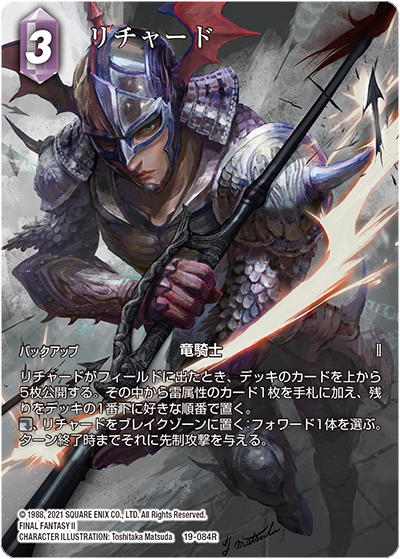 3
リチャード
バックアップ 竜騎士 Ⅱ
リチャードがフィールドに出たとき、デッキのカードを上から
5枚公開する。その中から雷属性のカード1枚を手札に加え、残
りをデッキの1番下に好きな順番で置く。
、リチャードをブレイクゾーンに置く:フォワード1体を選ぶ。
ターン終了時までそれに先制攻撃を与える。
© 1988, 2021 SQUARE ENIX CO., LTD. All Rights Reserved.
FINAL FANTASY II
CHARACTER ILLUSTRATION: Toshitaka Matsuda 19-084R